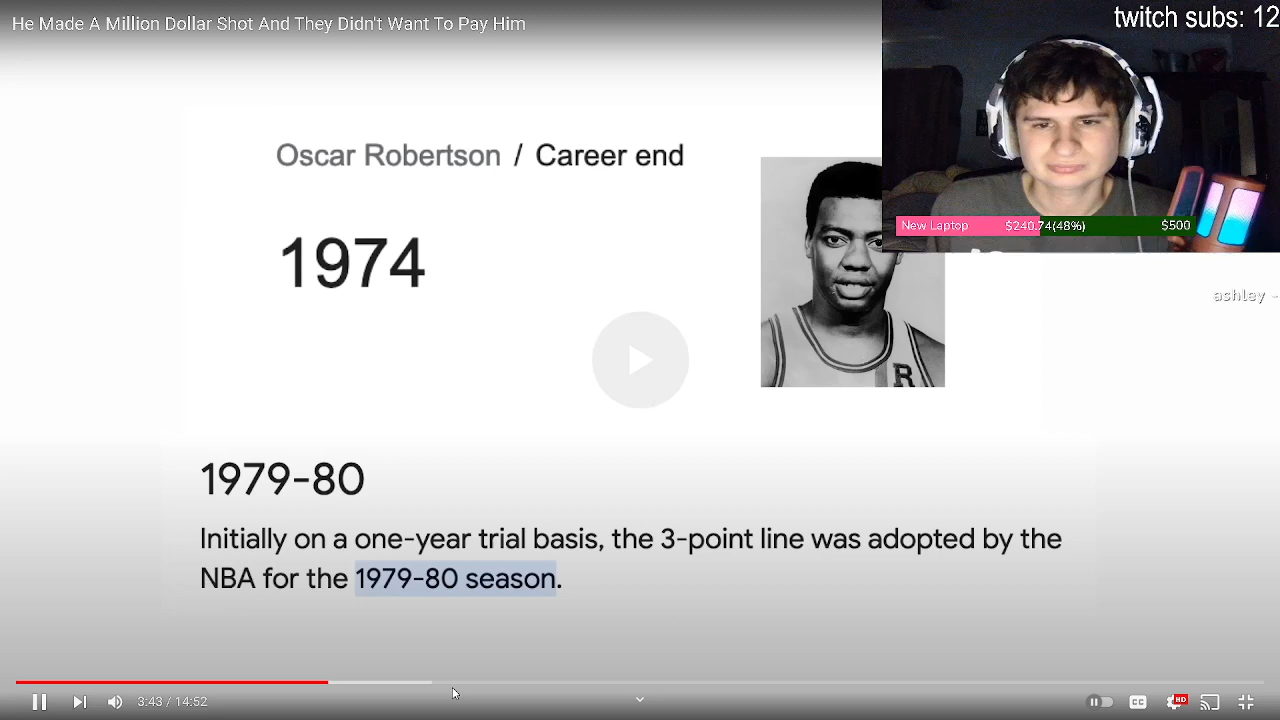 He Made A Million Dollar Shot And They Didn't Want To Pay Him
twitch subs: 12
Oscar Robertson / Career end
1974
R
New Laptop $240.74(48%) $500
ashley -
1979-80
Initially on a one-year trial basis, the 3-point line was adopted by the
NBA for the 1979-80 season.
3:43 / 14:52
CC
HD